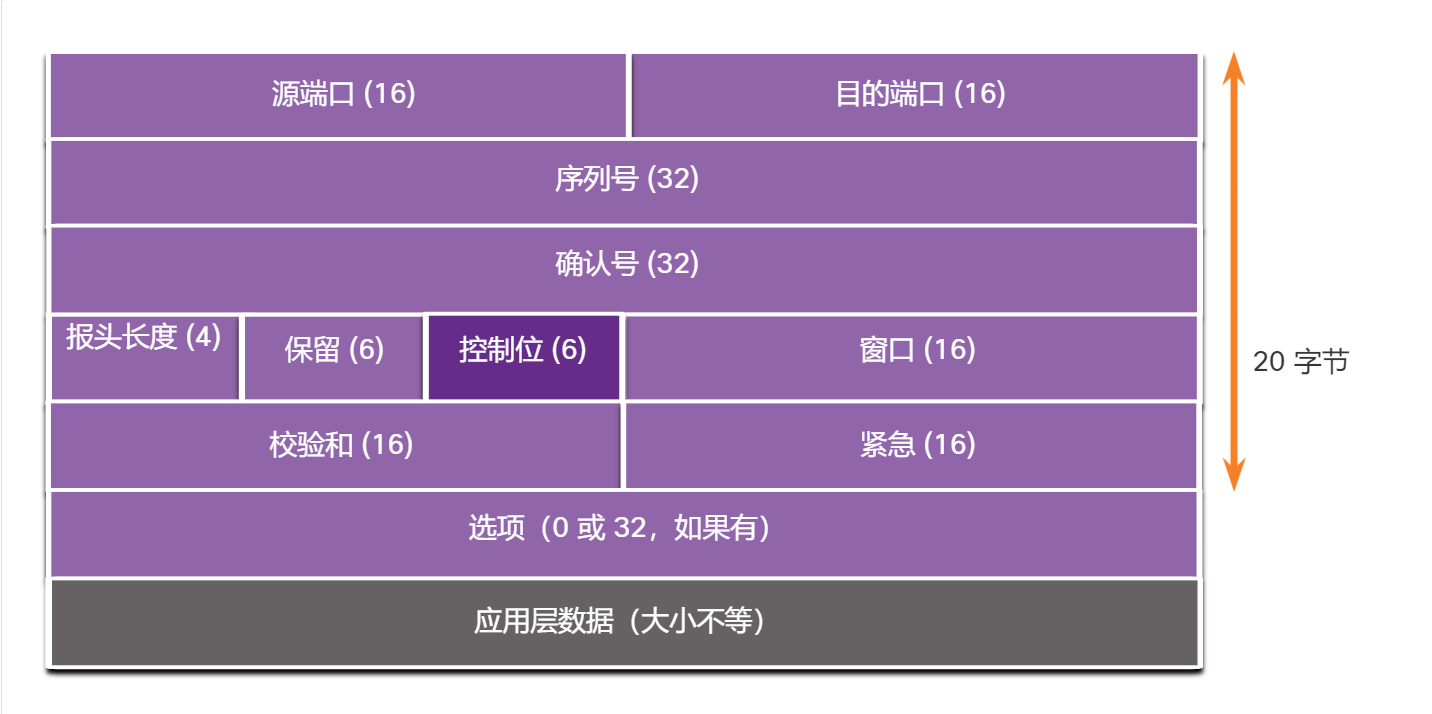 源端口 (16)
目的端口 (16)
序列号 (32)
确认号 (32)
报头长度 (4)
保留 (6)
控制位 (6)
窗口 (16)
20 字节
校验和 (16)
紧急 (16)
选项（0 或 32，如果有）
应用层数据（大小不等）